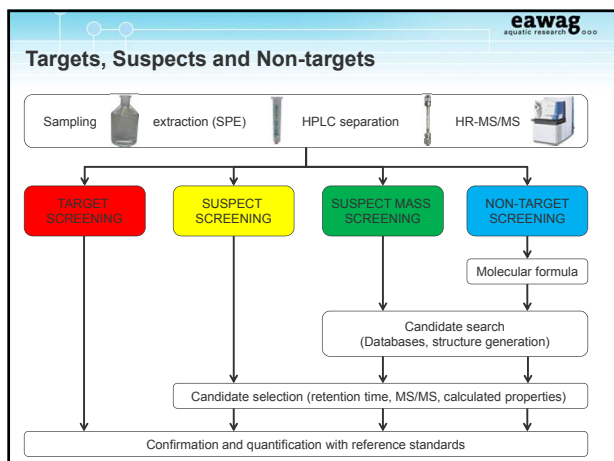 eawag
aquatic research
Targets, Suspects and Non-targets
Sampling extraction (SPE) HPLC separation HR-MS/MS
TARGET SCREENING
SUSPECT SCREENING
SUSPECT MASS SCREENING
NON-TARGET SCREENING
Molecular formula
Candidate search
(Databases, structure generation)
Candidate selection (retention time, MS/MS, calculated properties)
Confirmation and quantification with reference standards